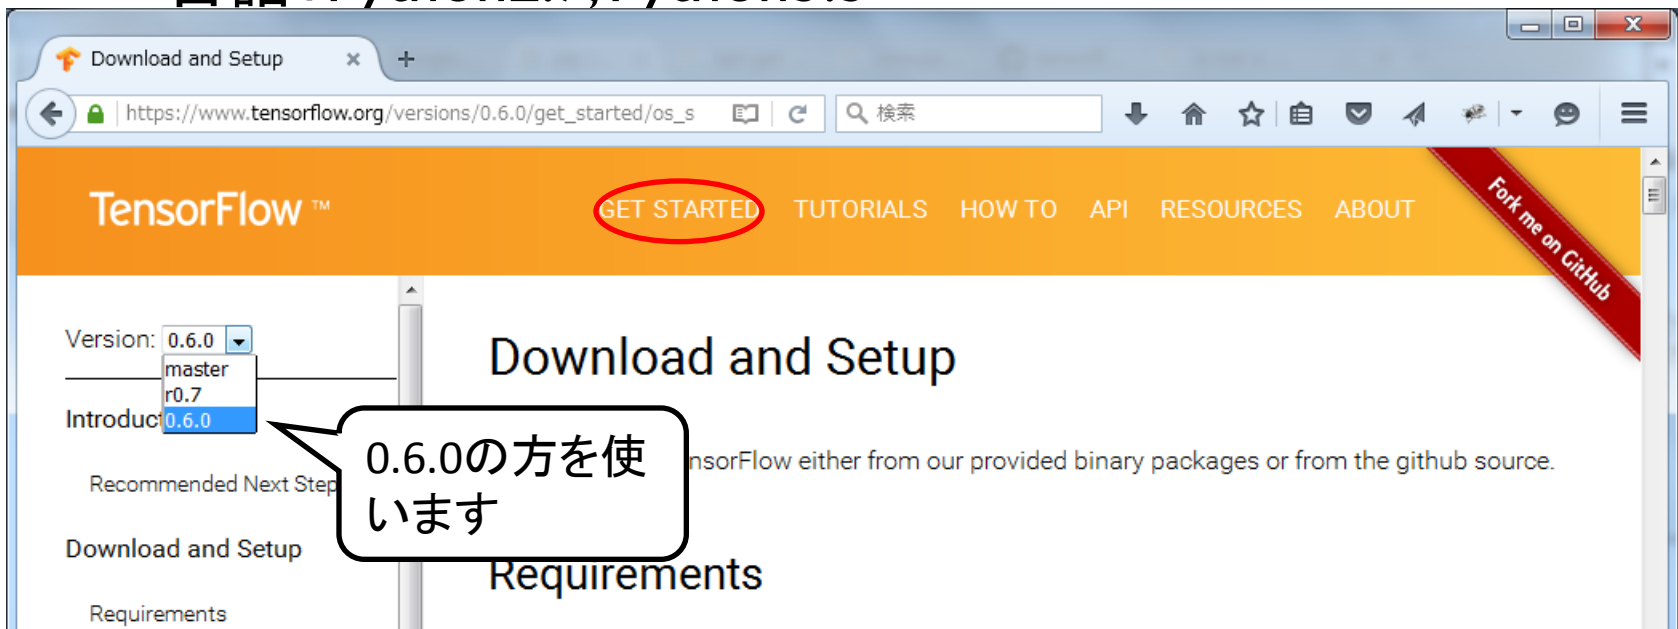 Download and Setup
https://www.tensorflow.org/versions/0.6.0/get_started/os_s
検索
TensorFlow ™
GET STARTED TUTORIALS HOW TO API RESOURCES ABOUT
Fork me on GitHub
Version: 0.6.0
master
r0.7
0.6.0
Introduc
Recommended Next Step
Download and Setup
Requirements
0.6.0の方を使
います
Download and Setup
nsorFlow either from our provided binary packages or from the github source.
Requirements